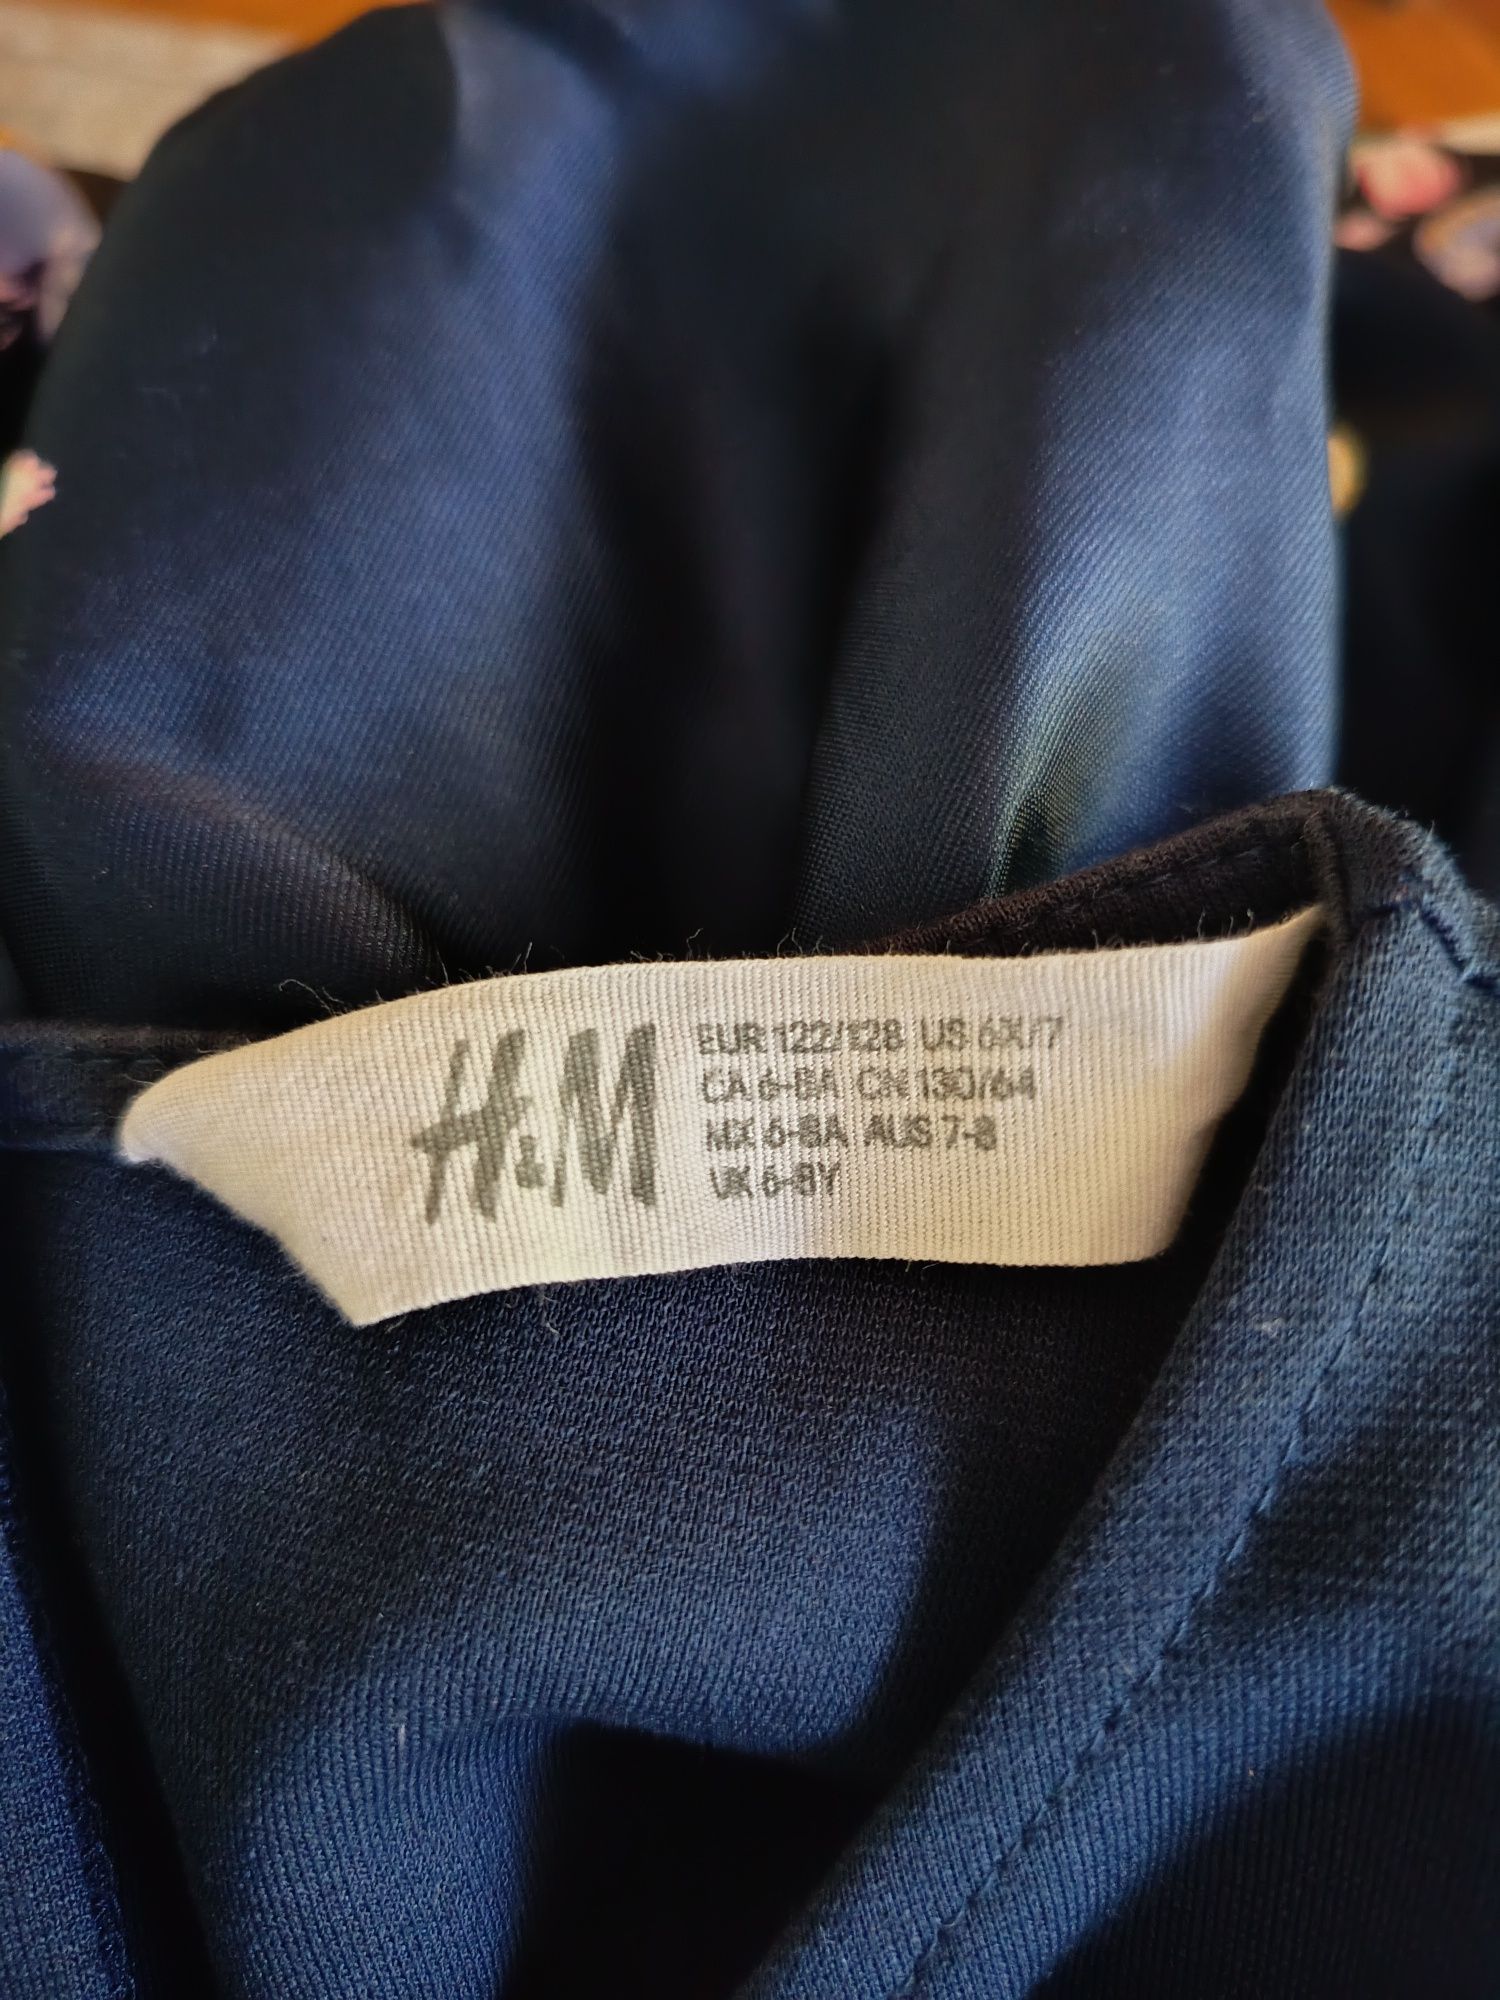 H&M
EUR 122/128 US 6X/7
CA 6-8A CN 130/64
MX 6-8A AUS 7-8
UK 6-8Y